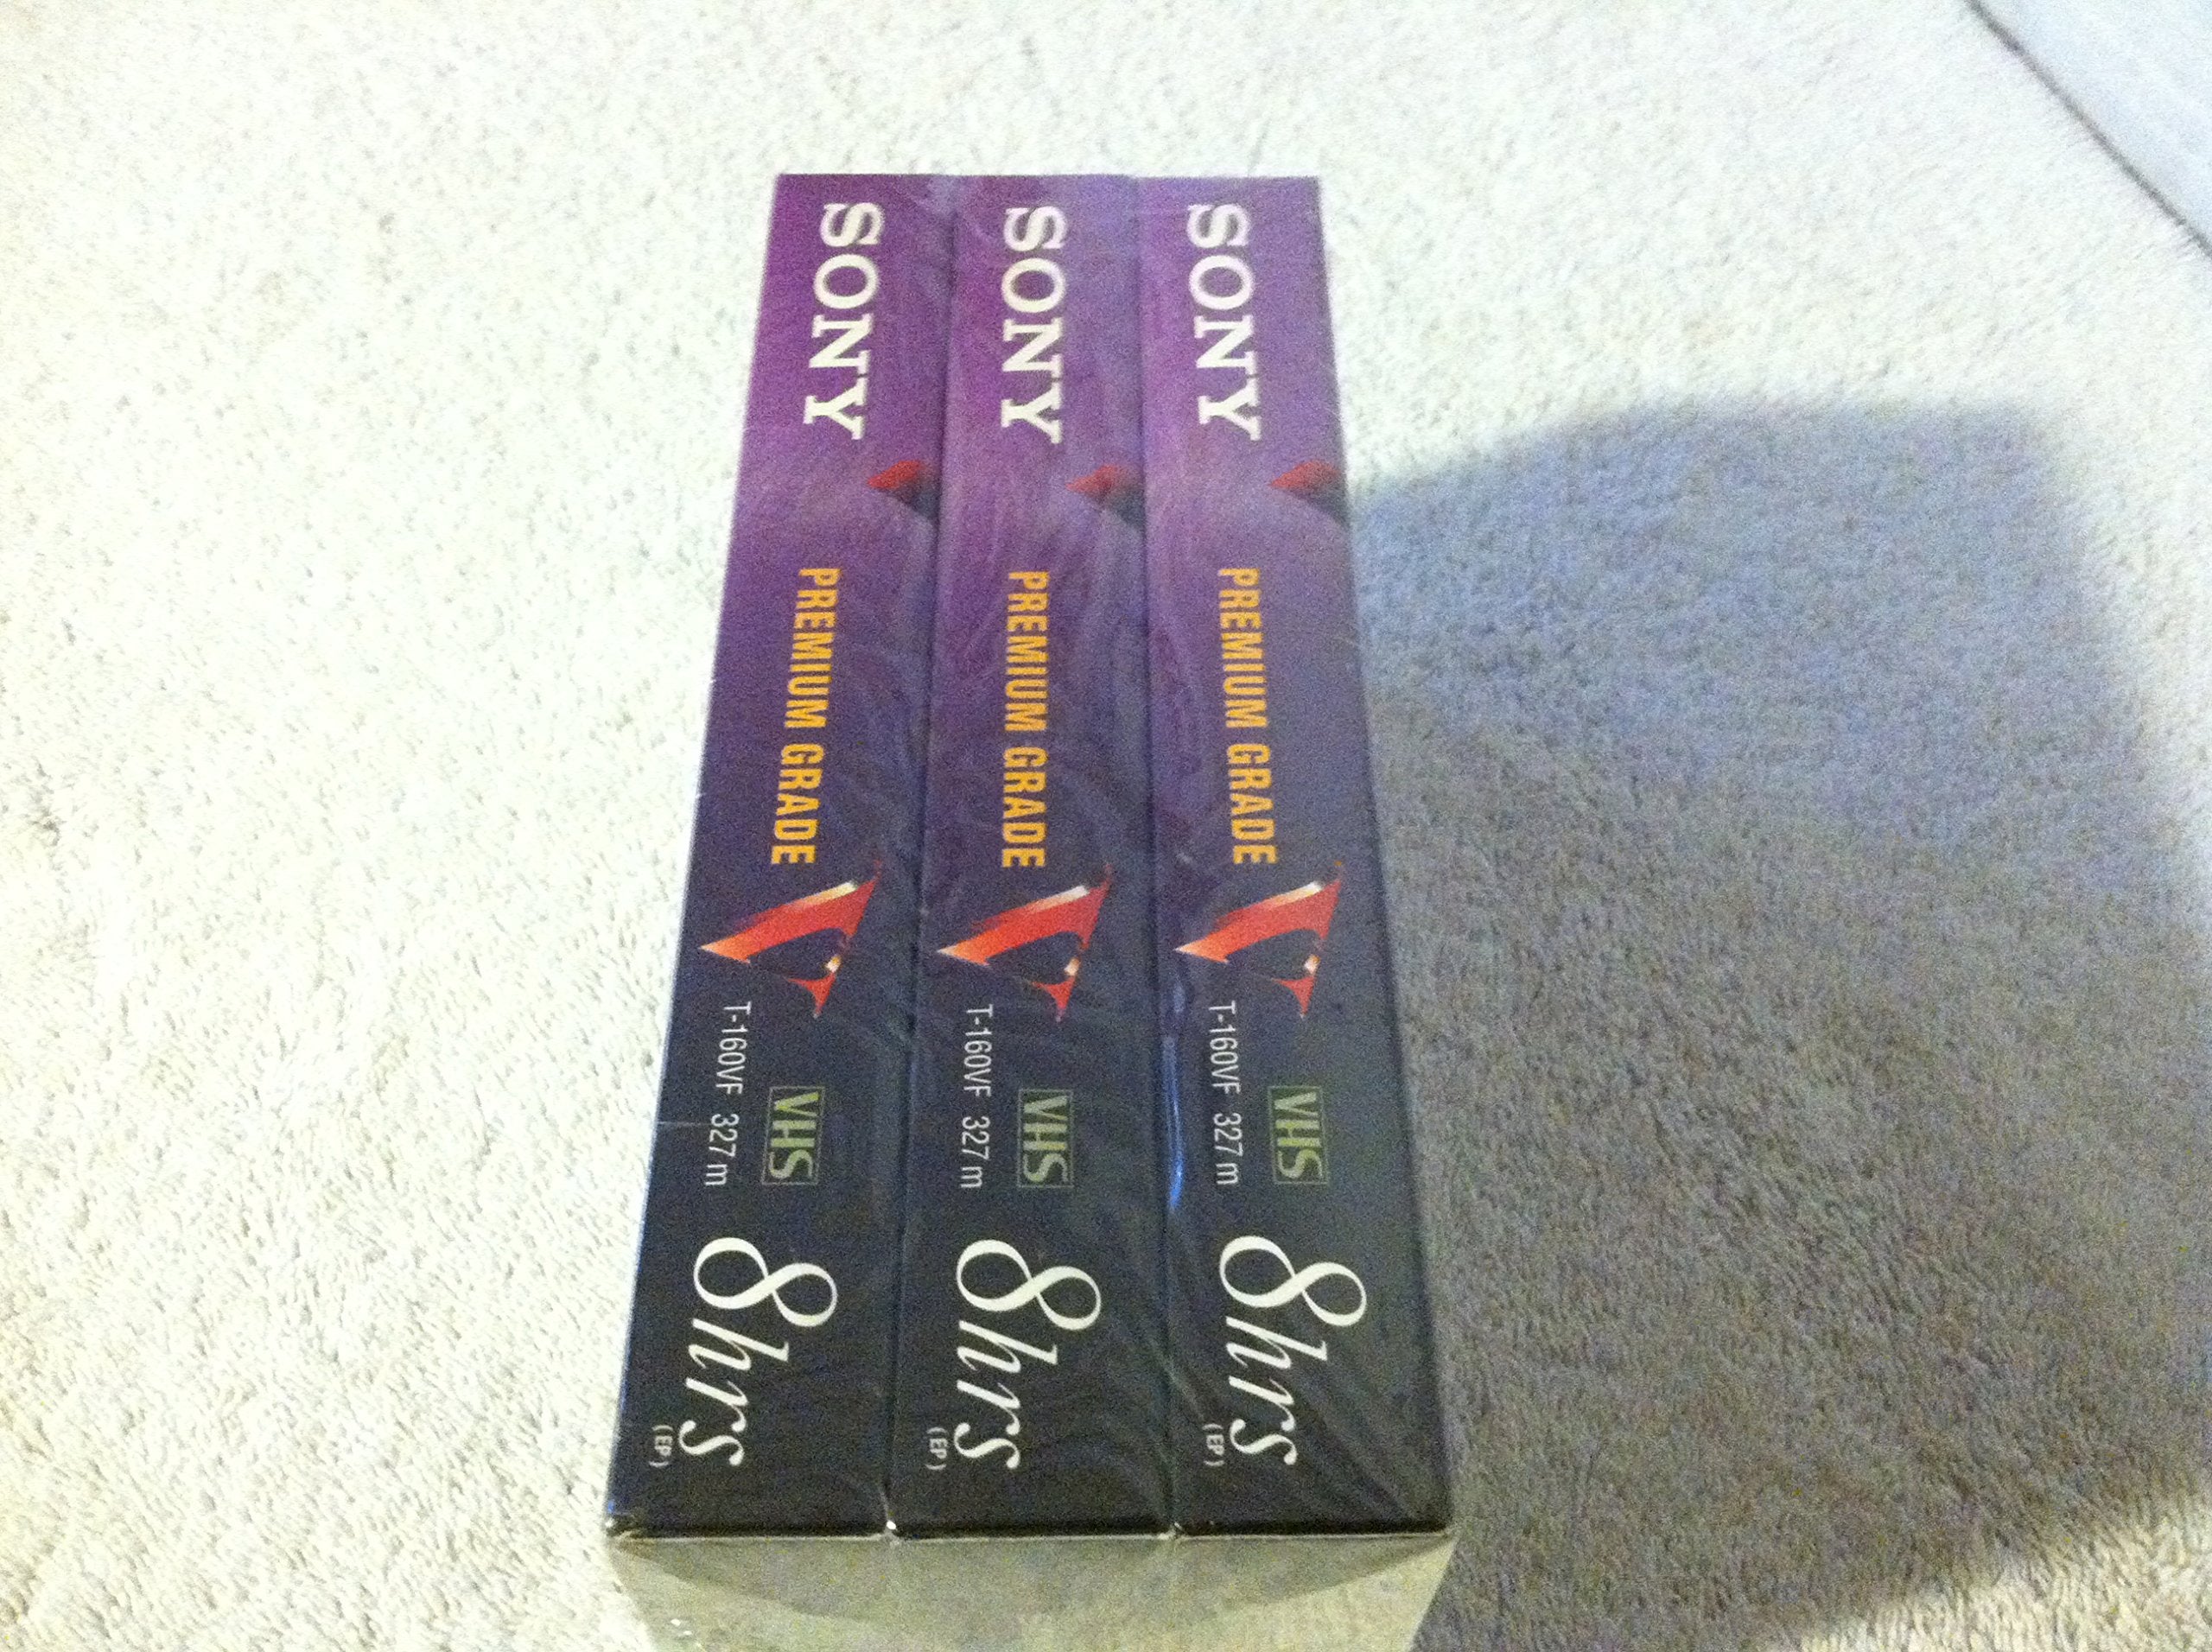 SONY
PREMIUM GRADE
V
VHS
T-160VF 327 m
8hrs
(EP)
SONY
PREMIUM GRADE
V
VHS
T-160VF 327 m
8hrs
(EP)
SONY
PREMIUM GRADE
V
VHS
T-160VF 327 m
8hrs
(EP)